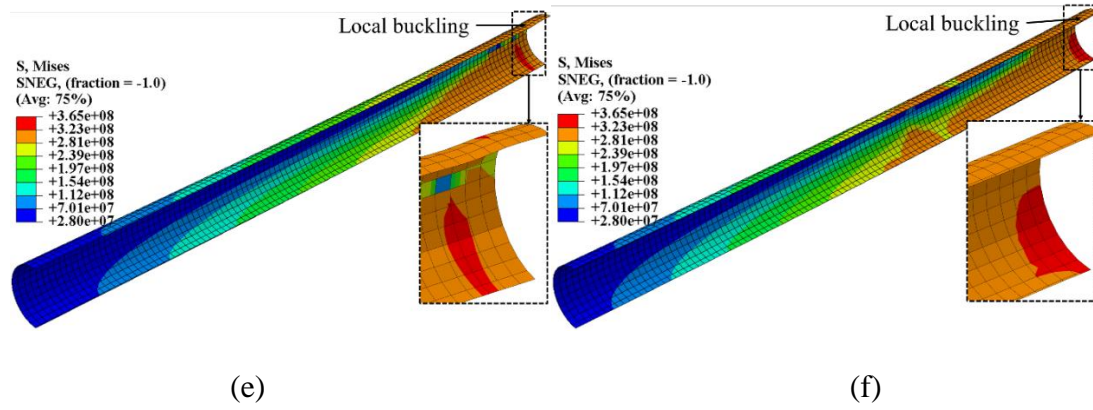 Local buckling
S, Mises
SNEG, (fraction = -1.0)
(Avg: 75%)
+3.65e+08
+3.23e+08
+2.81e+08
+2.39e+08
+1.97e+08
+1.54e+08
+1.12e+08
+7.01e+07
+2.80e+07
(e)
Local buckling
S, Mises
SNEG, (fraction = -1.0)
(Avg: 75%)
+3.65e+08
+3.23e+08
+2.81e+08
+2.39e+08
+1.97e+08
+1.54e+08
+1.12e+08
+7.01e+07
+2.80e+07
(f)